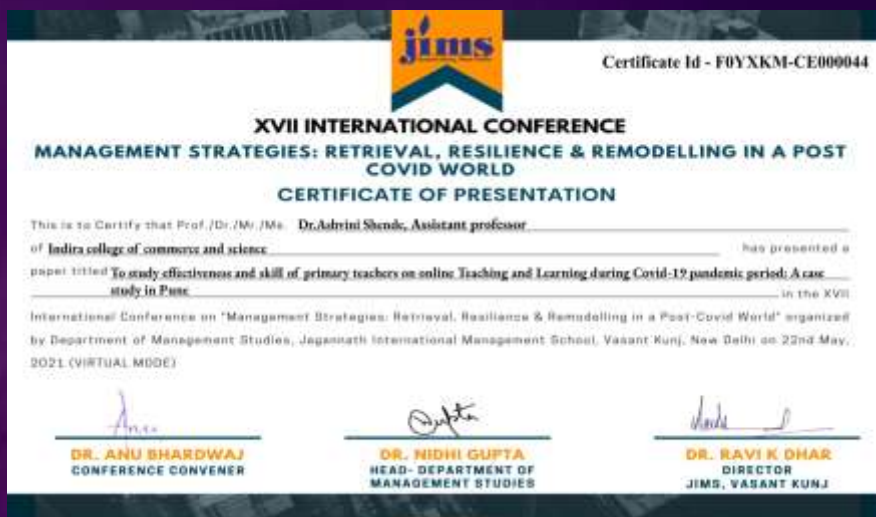 jims
Certificate Id - F0YXKM-CE000044
XVII INTERNATIONAL CONFERENCE
MANAGEMENT STRATEGIES: RETRIEVAL, RESILIENCE & REMODELLING IN A POST
COVID WORLD
CERTIFICATE OF PRESENTATION
This is to Certify that Prof./Dr./Mr./Ms. Dr.Ashvini Shende, Assistant professor
of Indira college of commerce and science has presented a
paper titled To study effectiveness and skill of primary teachers on online Teaching and Learning during Covid-19 pandemic period: A case
study in Pune in the XVII
International Conference on "Management Strategies: Retrieval, Resilience & Remodelling in a Post-Covid World" organized
by Department of Management Studies, Jagannath International Management School, Vasant Kunj, New Delhi on 22nd May,
2021.(VIRTUAL MODE)
DR. ANU BHARDWAJ
CONFERENCE CONVENER
DR. NIDHI GUPTA
HEAD- DEPARTMENT OF
MANAGEMENT STUDIES
DR. RAVI K DHAR
DIRECTOR
JIMS, VASANT KUNJ